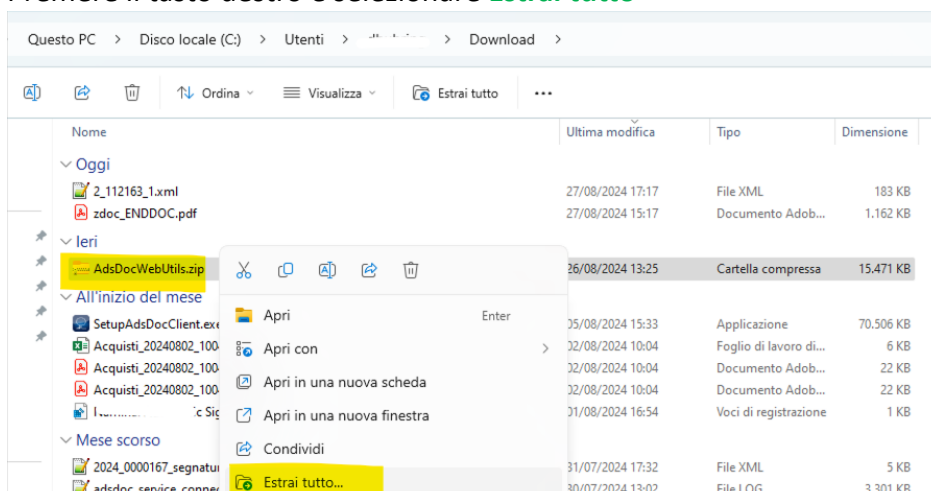 Premere il tasto destro e selezionare Estrai tutto
Questo PC > Disco locale (C:) > Utenti > > Download >
Ordina Visualizza Estrai tutto ...
Nome Ultima modifica Tipo Dimensione
Oggi
2_112163_1.xml 27/08/2024 17:17 File XML 183 KB
zdoc_ENDDOC.pdf 27/08/2024 15:17 Documento Adob... 1.162 KB
Ieri
AdsDocWebUtils.zip 26/08/2024 13:25 Cartella compressa 15.471 KB
All'inizio del mese
Apri Enter
SetupAdsDocClient.exe 05/08/2024 15:33 Applicazione 70.506 KB
Acquisti_20240802_100 02/08/2024 10:04 Foglio di lavoro di... 6 KB
Apri con
Acquisti_20240802_100 02/08/2024 10:04 Documento Adob... 22 KB
Apri in una nuova scheda
Acquisti_20240802_100 02/08/2024 10:04 Documento Adob... 22 KB
c Sig 01/08/2024 16:54 Voci di registrazione 1 KB
Apri in una nuova finestra
Mese scorso
Condividi
2024_0000167_segnatu 31/07/2024 17:32 File XML 5 KB
Estrai tutto...
adsdoc_service_conne 30/07/2024 13:02 File LOG 3.301 KB